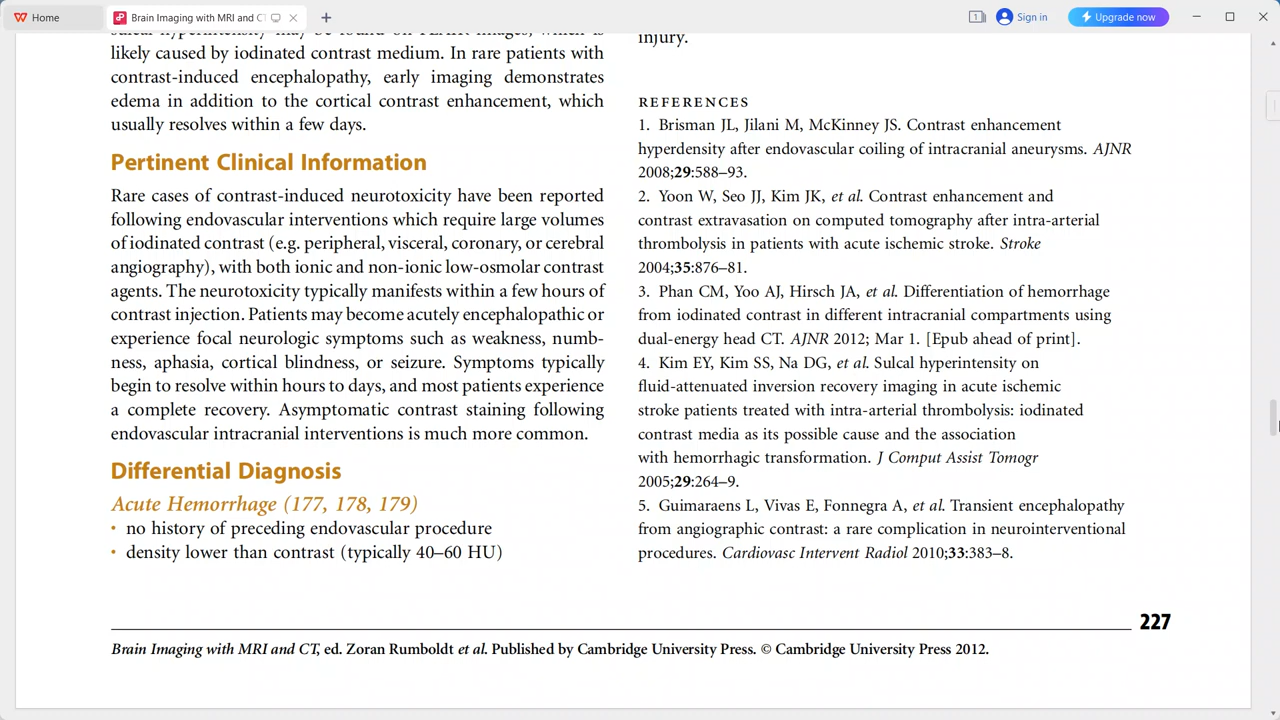 Home
Brain Imaging with MRI and C
1
Sign in
Upgrade now
likely caused by iodinated contrast medium. In rare patients with
contrast-induced encephalopathy, early imaging demonstrates
edema in addition to the cortical contrast enhancement, which
usually resolves within a few days.
Pertinent Clinical Information
Rare cases of contrast-induced neurotoxicity have been reported
following endovascular interventions which require large volumes
of iodinated contrast (e.g. peripheral, visceral, coronary, or cerebral
angiography), with both ionic and non-ionic low-osmolar contrast
agents. The neurotoxicity typically manifests within a few hours of
contrast injection. Patients may become acutely encephalopathic or
experience focal neurologic symptoms such as weakness, numb-
ness, aphasia, cortical blindness, or seizure. Symptoms typically
begin to resolve within hours to days, and most patients experience
a complete recovery. Asymptomatic contrast staining following
endovascular intracranial interventions is much more common.
Differential Diagnosis
Acute Hemorrhage (177, 178, 179)
• no history of preceding endovascular procedure
• density lower than contrast (typically 40–60 HU)
injury.
REFERENCES
1. Brisman JL, Jilani M, McKinney JS. Contrast enhancement
hyperdensity after endovascular coiling of intracranial aneurysms. AJNR
2008;29:588–93.
2. Yoon W, Seo JJ, Kim JK, et al. Contrast enhancement and
contrast extravasation on computed tomography after intra-arterial
thrombolysis in patients with acute ischemic stroke. Stroke
2004;35:876–81.
3. Phan CM, Yoo AJ, Hirsch JA, et al. Differentiation of hemorrhage
from iodinated contrast in different intracranial compartments using
dual-energy head CT. AJNR 2012; Mar 1. [Epub ahead of print].
4. Kim EY, Kim SS, Na DG, et al. Sulcal hyperintensity on
fluid-attenuated inversion recovery imaging in acute ischemic
stroke patients treated with intra-arterial thrombolysis: iodinated
contrast media as its possible cause and the association
with hemorrhagic transformation. J Comput Assist Tomogr
2005;29:264–9.
5. Guimaraens L, Vivas E, Fonnegra A, et al. Transient encephalopathy
from angiographic contrast: a rare complication in neurointerventional
procedures. Cardiovasc Intervent Radiol 2010;33:383–8.
227
Brain Imaging with MRI and CT, ed. Zoran Rumboldt et al. Published by Cambridge University Press. © Cambridge University Press 2012.